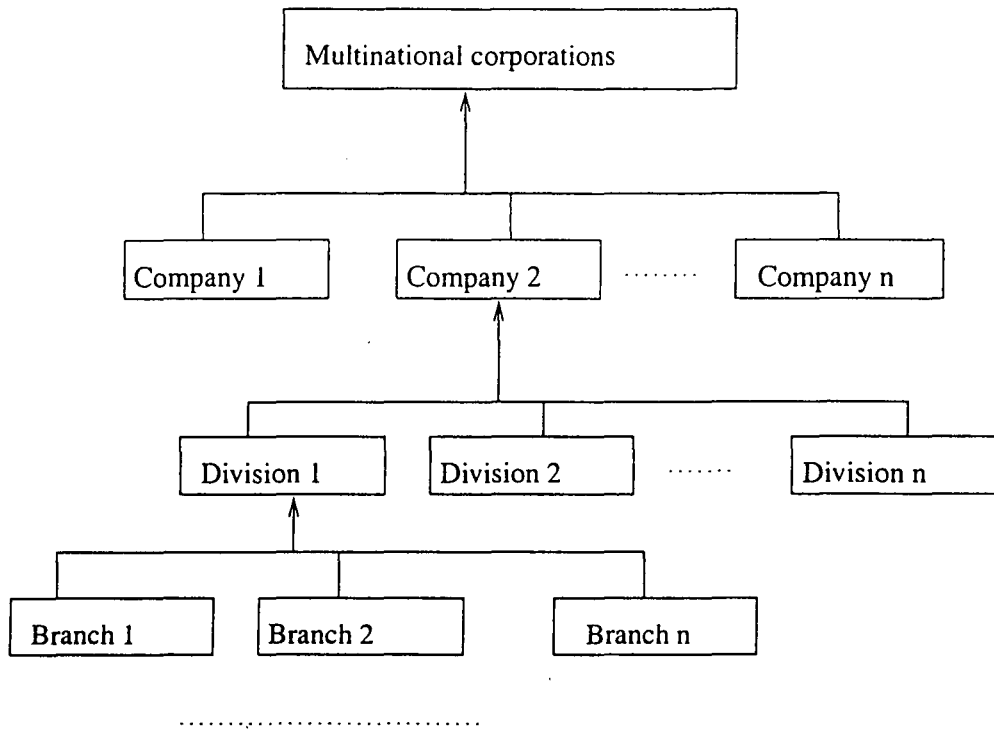 Multinational corporations
Company 1
Company 2
........
Company n
Division 1
Division 2
.......
Division n
Branch 1
Branch 2
Branch n
..............................